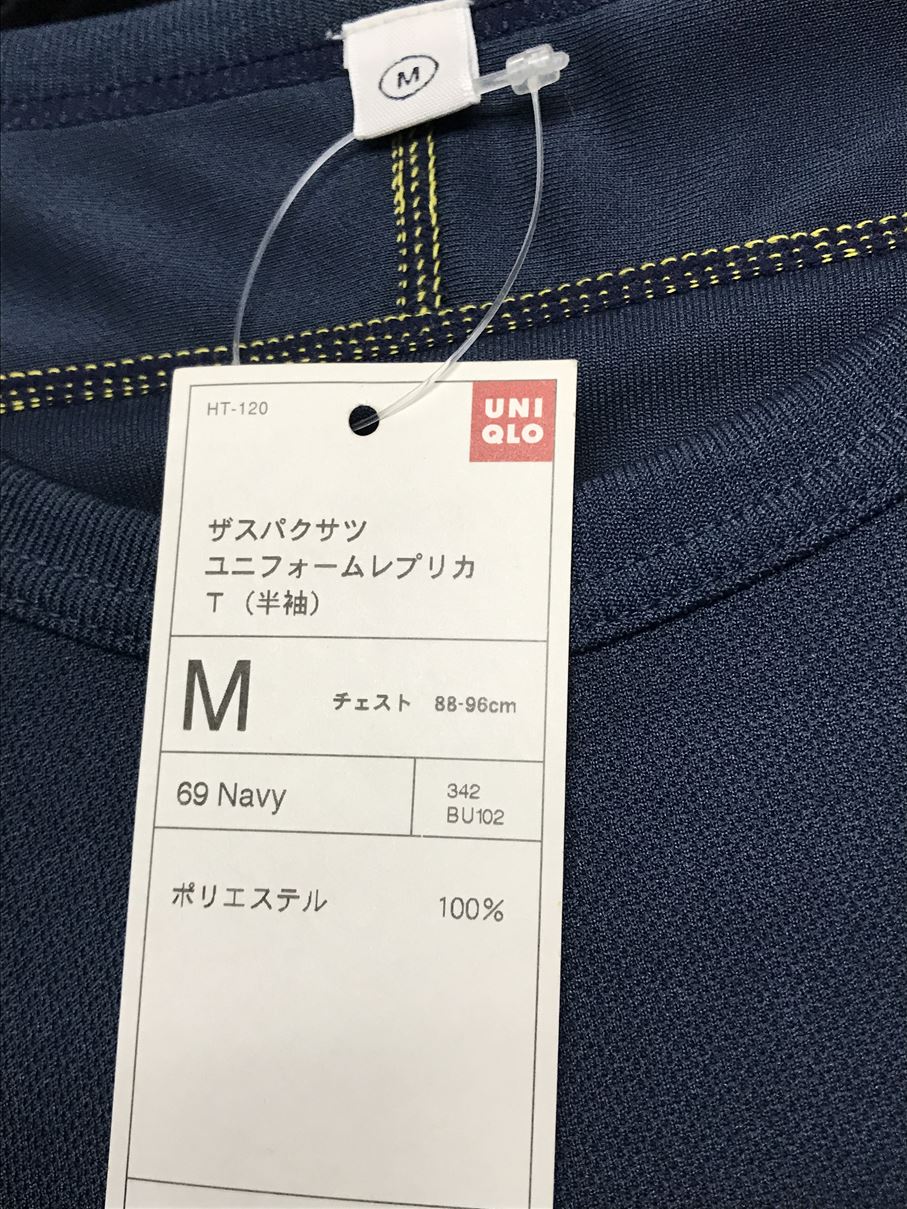 M
HT-120
UNI
QLO
ザスパクサツ
ユニフォームレプリカ
T（半袖）
M チェスト 88-96cm
69 Navy
342
BU102
ポリエステル 100%